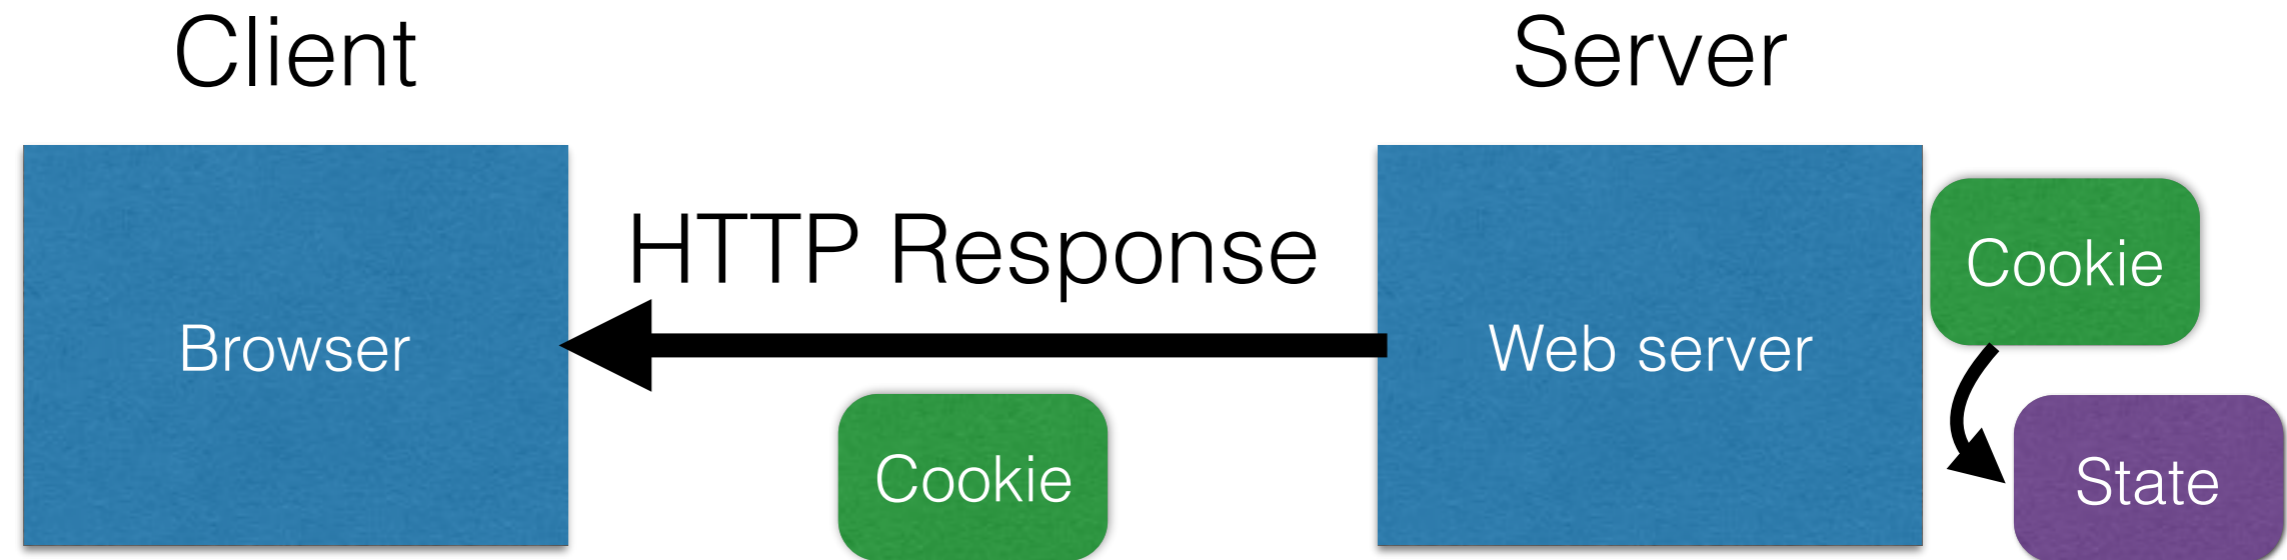 Client
Server
HTTP Response
Cookie
Browser
Web server
Cookie
State